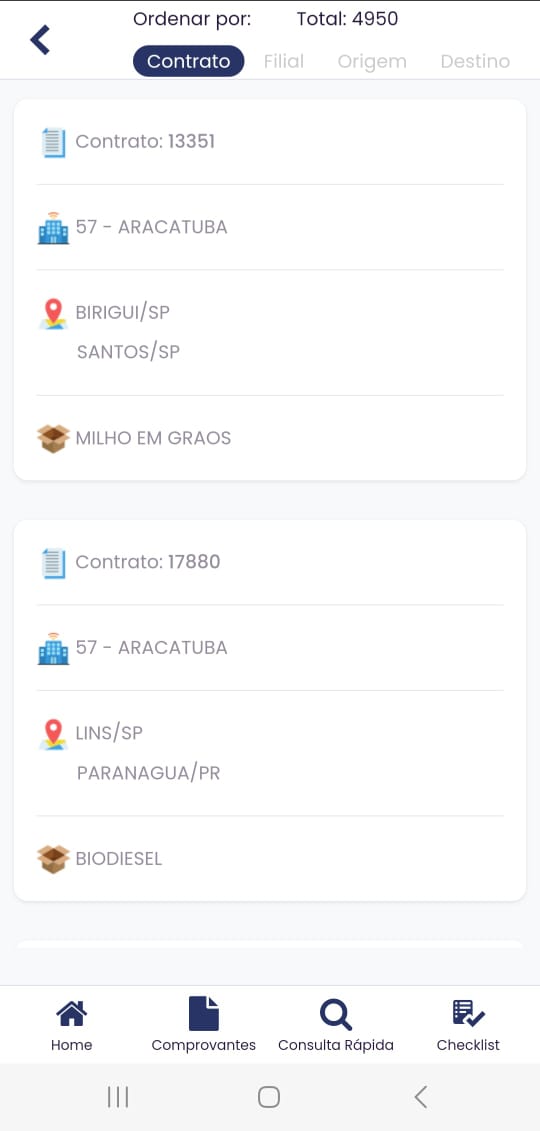 Ordenar por: Total: 4950
Contrato Filial Origem Destino
Contrato: 13351
57 - ARACATUBA
BIRIGUI/SP
SANTOS/SP
MILHO EM GRAOS
Contrato: 17880
57 - ARACATUBA
LINS/SP
PARANAGUA/PR
BIODIESEL
Home Comprovantes Consulta Rápida Checklist